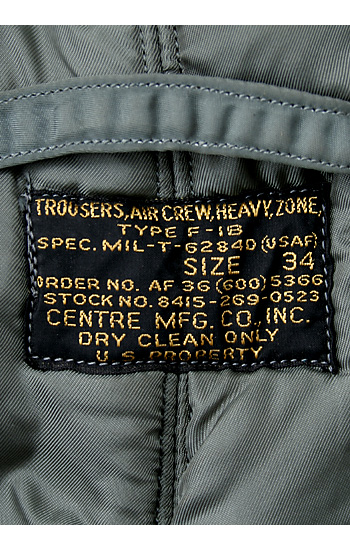 TROUSERS, AIR CREW, HEAVY, ZONE,
TYPE F-1B
SPEC. MIL-T-6284D (USAF)
SIZE 34
ORDER NO. AF 36 (600) 5366
STOCK NO. 8415-269-0523
CENTRE MFG. CO., INC.
DRY CLEAN ONLY
U.S. PROPERTY